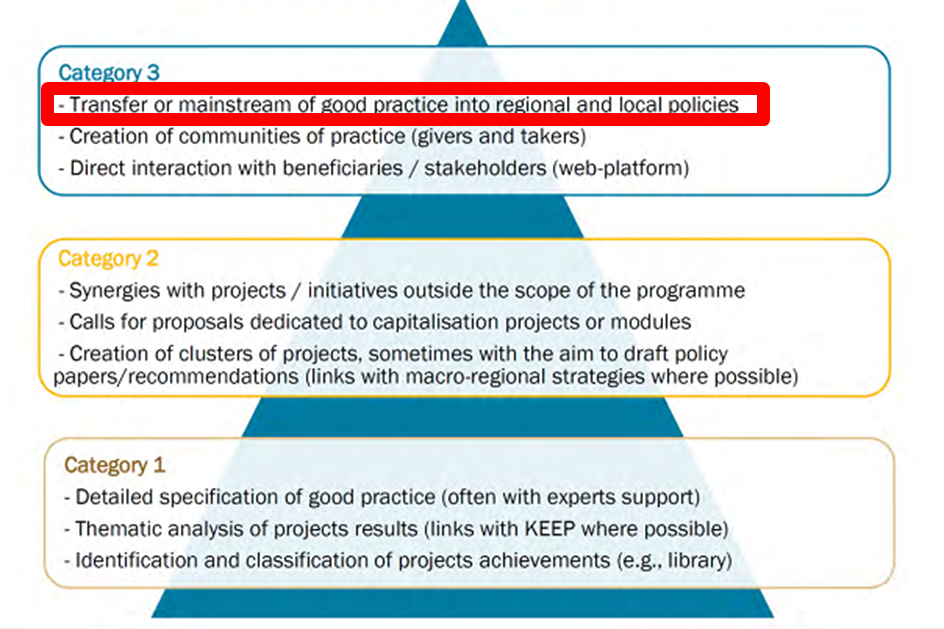 Category 3
- Transfer or mainstream of good practice into regional and local policies
- Creation of communities of practice (givers and takers)
- Direct interaction with beneficiaries / stakeholders (web-platform)
Category 2
- Synergies with projects / initiatives outside the scope of the programme
- Calls for proposals dedicated to capitalisation projects or modules
- Creation of clusters of projects, sometimes with the aim to draft policy
papers/recommendations (links with macro-regional strategies where possible)
Category 1
- Detailed specification of good practice (often with experts support)
- Thematic analysis of projects results (links with KEEP where possible)
- Identification and classification of projects achievements (e.g., library)